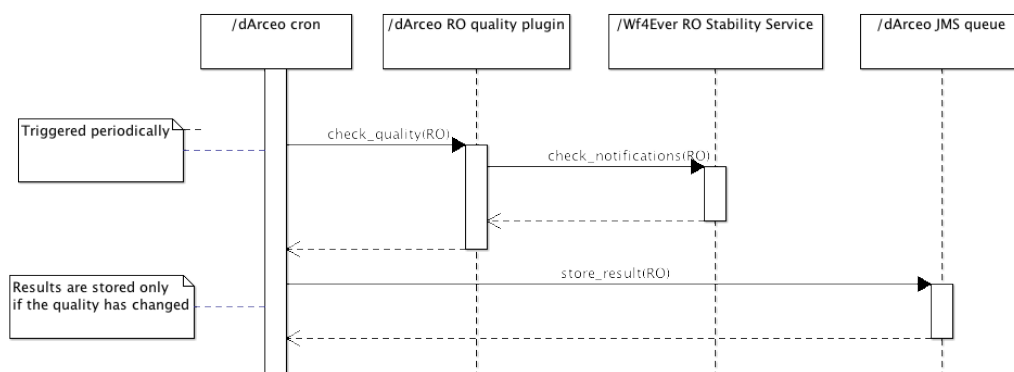 /dArceo cron
/dArceo RO quality plugin
/Wf4Ever RO Stability Service
/dArceo JMS queue
Triggered periodically
check_quality(RO)
check_notifications(RO)
store_result(RO)
Results are stored only
if the quality has changed